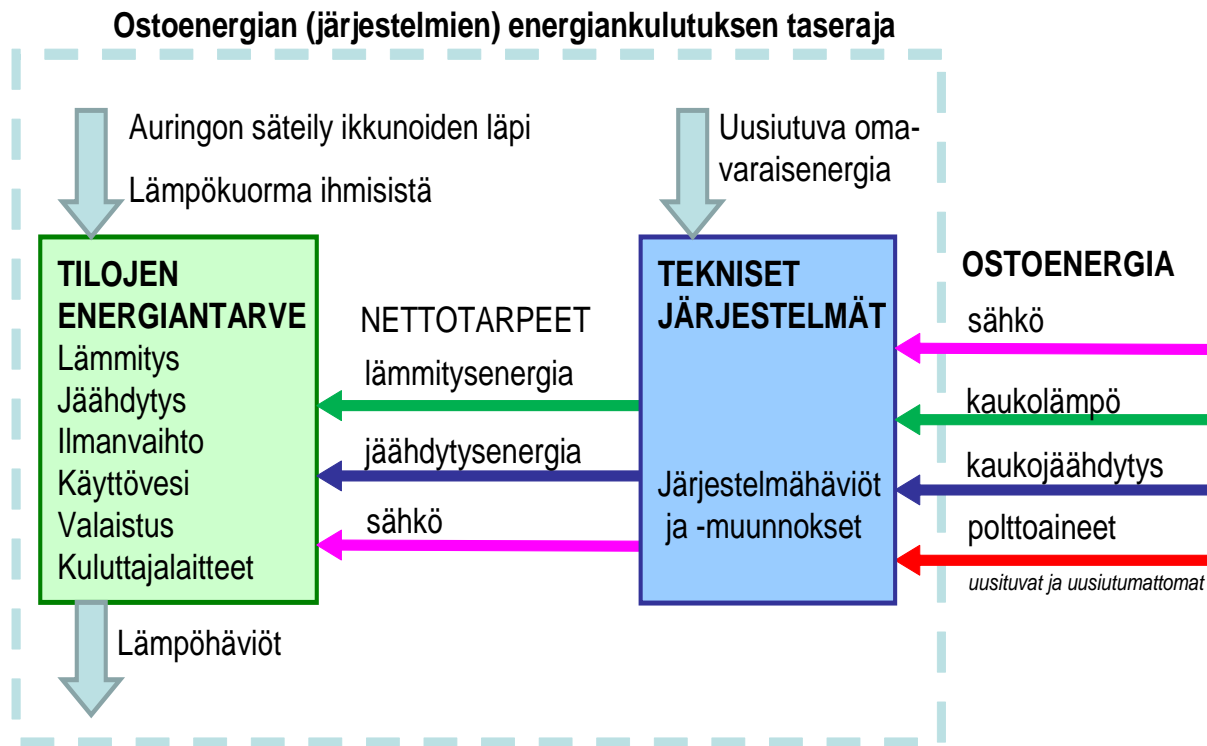 Ostoenergian (järjestelmien) energiankulutuksen taseraja
Auringon säteily ikkunoiden läpi
Lämpökuorma ihmisistä
Uusiutuva oma-
varaisenergia
TILOJEN
ENERGIANTARVE
Lämmitys
Jäähdytys
Ilmanvaihto
Käyttövesi
Valaistus
Kuluttajalaitteet
NETTOTARPEET
lämmitysenergia
jäähdytysenergia
sähkö
TEKNISET
JÄRJESTELMÄT
Järjestelmähäviöt
ja -muunnokset
OSTOENERGIA
sähkö
kaukolämpö
kaukojäähdytys
polttoaineet
uusituvat ja uusiutumattomat
Lämpöhäviöt